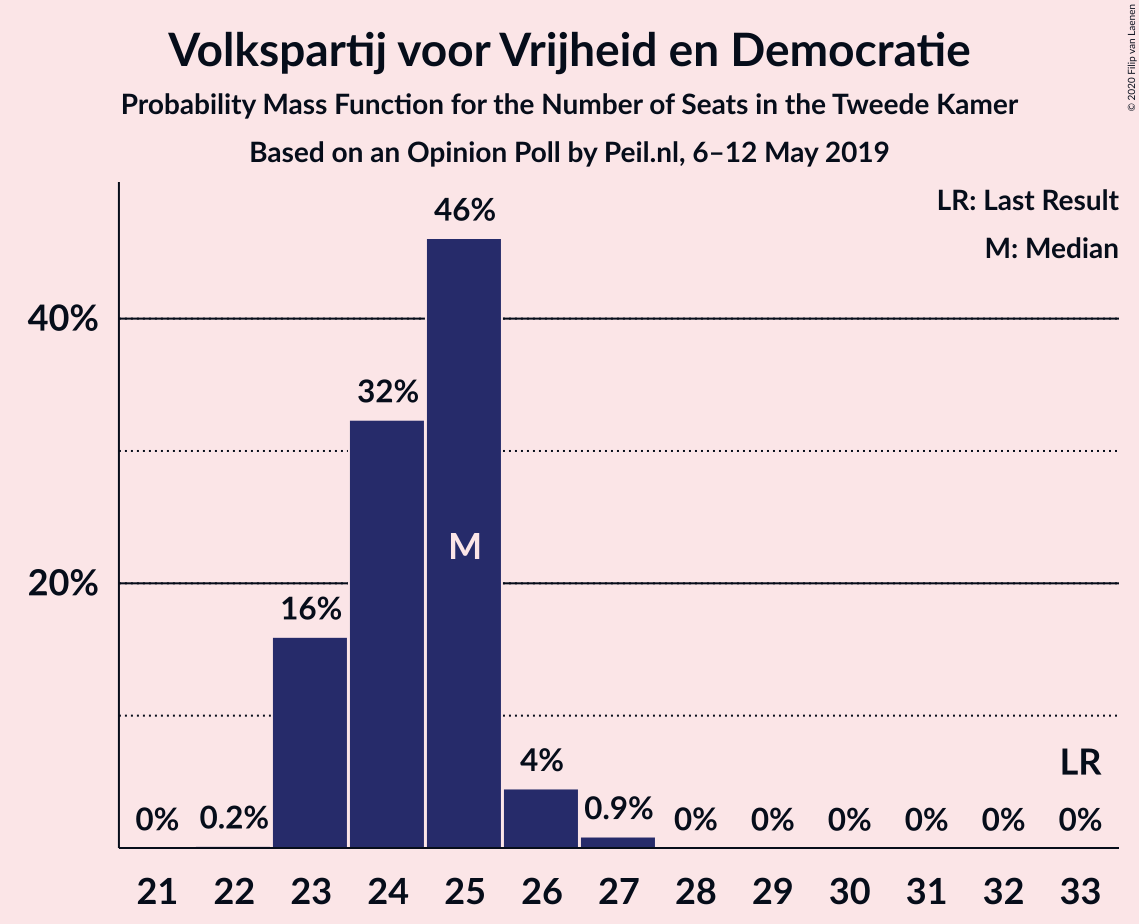 Volkspartij voor Vrijheid en Democratie
Probability Mass Function for the Number of Seats in the Tweede Kamer
Based on an Opinion Poll by Peil.nl, 6–12 May 2019
© 2020 Filip van Laenen
LR: Last Result
M: Median
46%
40%
32%
M
20%
16%
4%
LR
0% 0.2% 0.9% 0% 0% 0% 0% 0% 0%
21 22 23 24 25 26 27 28 29 30 31 32 33